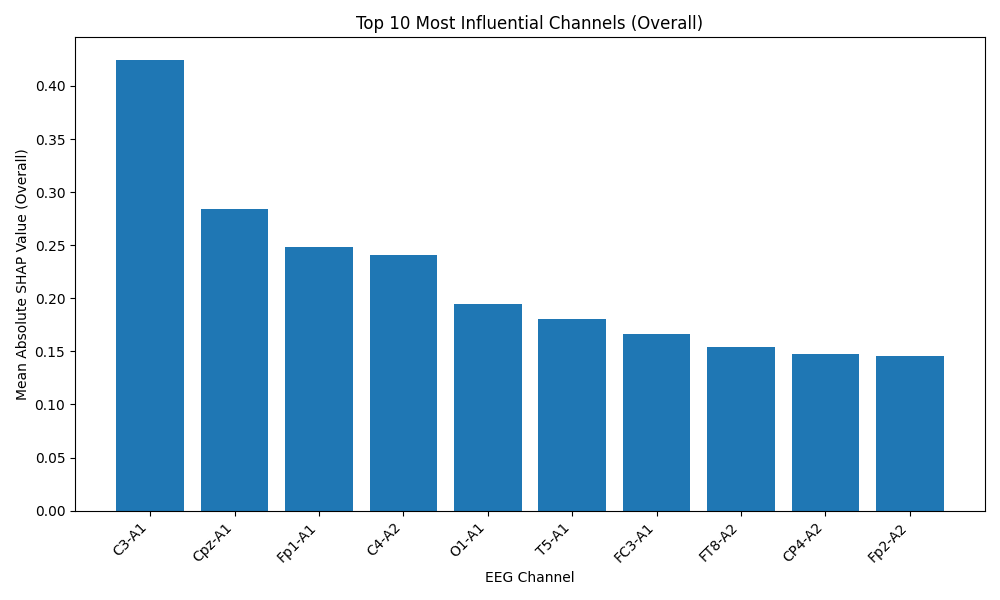 Top 10 Most Influential Channels (Overall)
Mean Absolute SHAP Value (Overall)
0.40
0.35
0.30
0.25
0.20
0.15
0.10
0.05
0.00
C3-A1
Cpz-A1
Fp1-A1
C4-A2
O1-A1
T5-A1
FC3-A1
FT8-A2
CP4-A2
Fp2-A2
EEG Channel